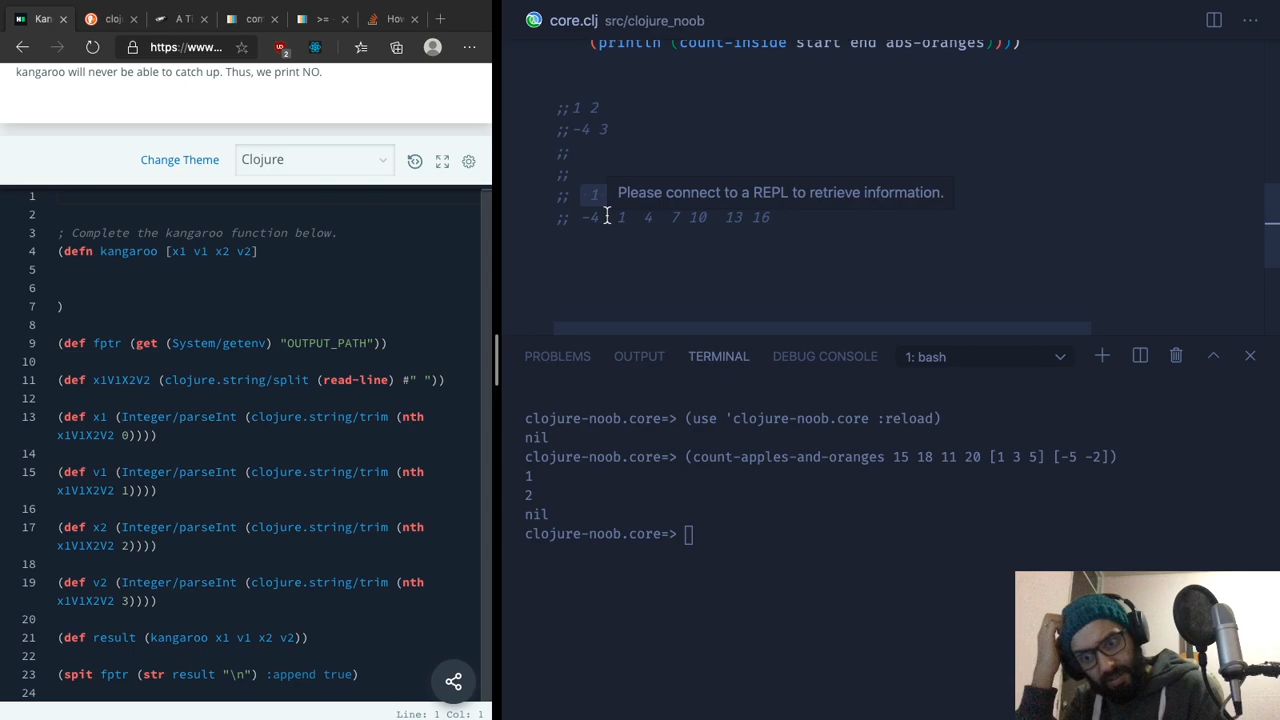 Kan
cloj
A Ti
con
>=
How
https://www...
2
kangaroo will never be able to catch up. Thus, we print NO.
Change Theme
Clojure
1
2
3 ; Complete the kangaroo function below.
4 (defn kangaroo [x1 v1 x2 v2]
5
6
7 )
8
9 (def fptr (get (System/getenv) "OUTPUT_PATH"))
10
11 (def x1V1X2V2 (clojure.string/split (read-line) #" "))
12
13 (def x1 (Integer/parseInt (clojure.string/trim (nth
x1V1X2V2 0))))
14
15 (def v1 (Integer/parseInt (clojure.string/trim (nth
x1V1X2V2 1))))
16
17 (def x2 (Integer/parseInt (clojure.string/trim (nth
x1V1X2V2 2))))
18
19 (def v2 (Integer/parseInt (clojure.string/trim (nth
x1V1X2V2 3))))
20
21 (def result (kangaroo x1 v1 x2 v2))
22
23 (spit fptr (str result "\n") :append true)
24
Line: 1 Col: 1
core.clj src/clojure_noob
(println (count-inside start end abs-oranges))))
;;1 2
;;-4 3
;;
;;
;; 1
Please connect to a REPL to retrieve information.
;; -4 1 4 7 10 13 16
PROBLEMS OUTPUT TERMINAL DEBUG CONSOLE 1: bash
clojure-noob.core=> (use 'clojure-noob.core :reload)
nil
clojure-noob.core=> (count-apples-and-oranges 15 18 11 20 [1 3 5] [-5 -2])
1
2
nil
clojure-noob.core=>